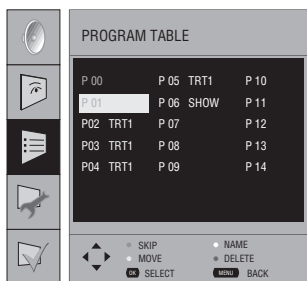 PROGRAM TABLE
P 00 P 05 TRT1 P 10
P 01 P 06 SHOW P 11
P02 TRT1 P 07 P 12
P03 TRT1 P 08 P 13
P04 TRT1 P 09 P 14
SKIP NAME
MOVE DELETE
OK SELECT MENU BACK